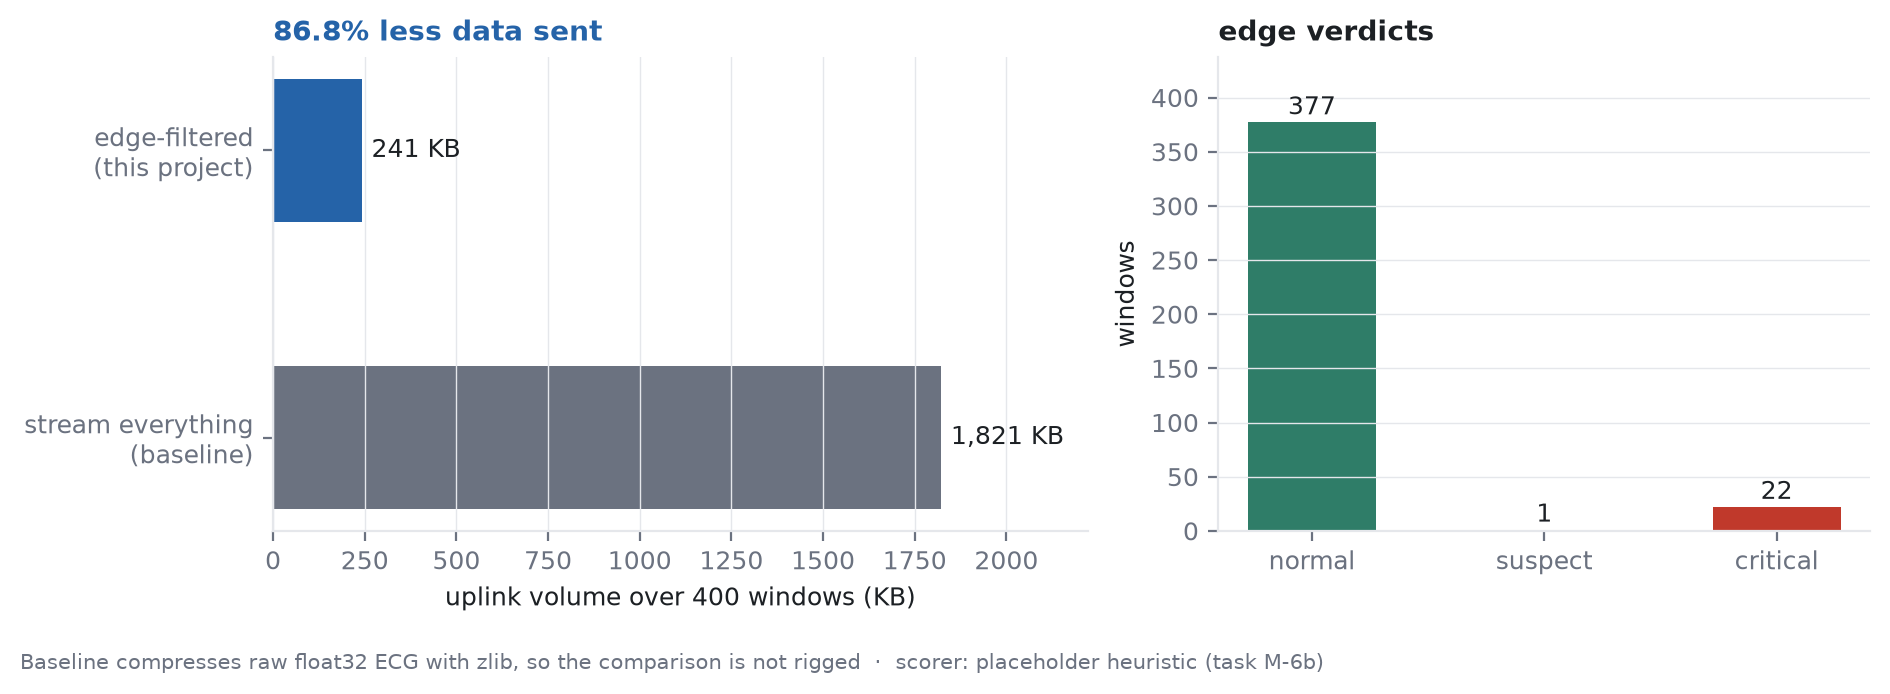 86.8% less data sent
edge-filtered
(this project)
241 KB
stream everything
(baseline)
1,821 KB
0 250 500 750 1000 1250 1500 1750 2000
uplink volume over 400 windows (KB)
edge verdicts
windows
400
350
300
250
200
150
100
50
0
377
1
22
normal suspect critical
Baseline compresses raw float32 ECG with zlib, so the comparison is not rigged · scorer: placeholder heuristic (task M-6b)